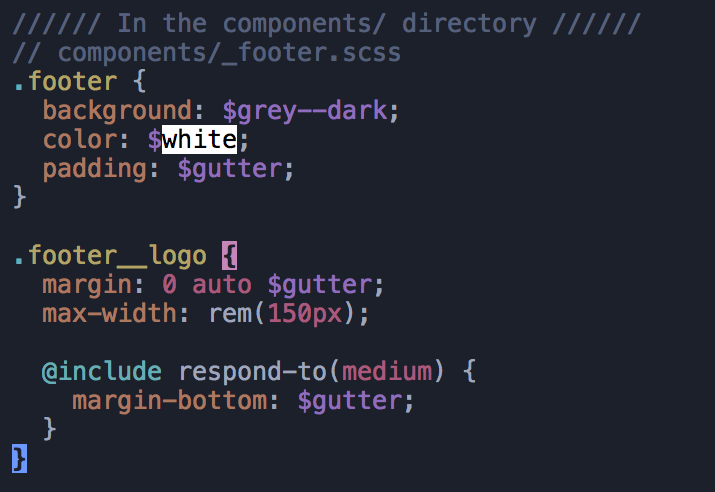 ////// In the components/ directory //////
// components/_footer.scss
.footer {
  background: $grey--dark;
  color: $white;
  padding: $gutter;
}
.footer__logo {
  margin: 0 auto $gutter;
  max-width: rem(150px);
  @include respond-to(medium) {
    margin-bottom: $gutter;
  }
}